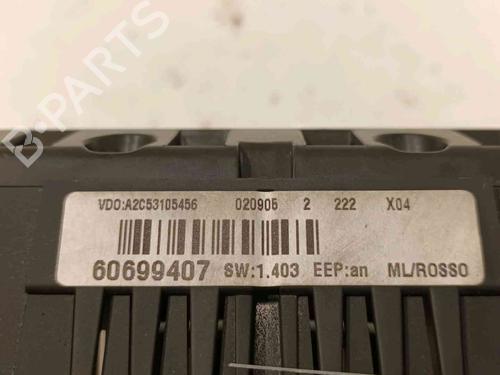 B-PARTS
VDO:A2C53105456 020905 2 222 X04
60699407 SW:1.403 EEP:an ML/ROSSO